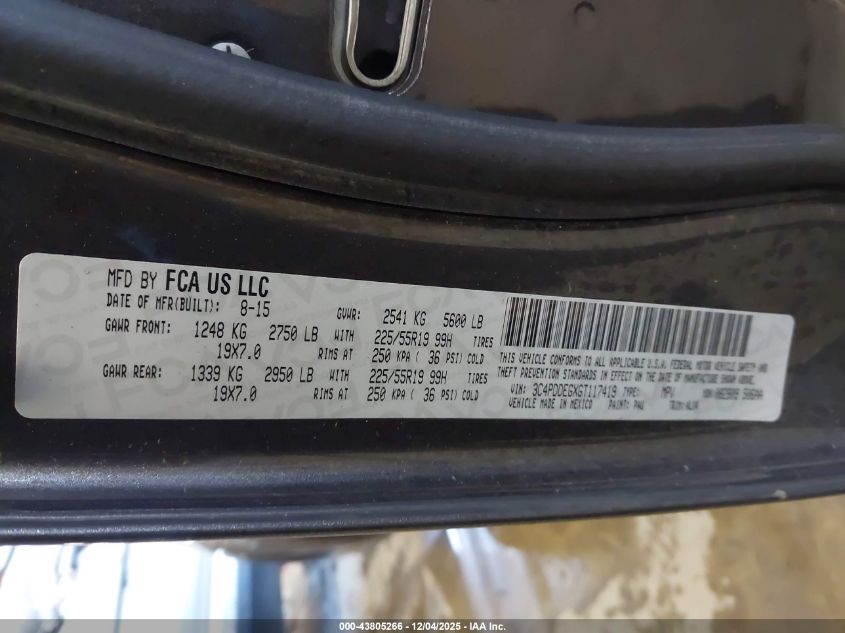 MFD BY FCA US LLC
DATE OF MFR(BUILT): 8-15 GVWR: 2541 KG 5600 LB
GAWR FRONT: 1248 KG 2750 LB WITH 225/55R19 99H TIRES
19X7.0 RIMS AT 250 KPA ( 36 PSI) COLD
GAWR REAR: 1339 KG 2950 LB WITH 225/55R19 99H TIRES
19X7.0 RIMS AT 250 KPA ( 36 PSI) COLD
THIS VEHICLE CONFORMS TO ALL APPLICABLE U.S.A. FEDERAL MOTOR VEHICLE SAFETY AND
THEFT PREVENTION STANDARDS IN EFFECT ON THE DATE OF MANUFACTURE SHOWN ABOVE.
VIN: 3C4PDDEGXGT117419 TYPE: MPV
VEHICLE MADE IN MEXICO PAINT: PAU TRIM:
000-43805266 - 12/04/2025 - IAA Inc.